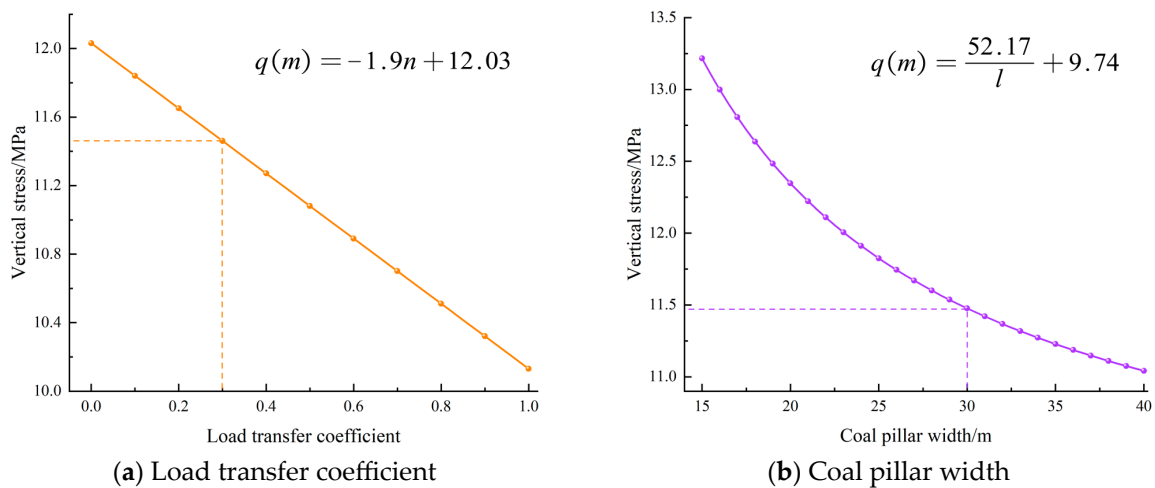 12.0
11.6
11.2
10.8
10.4
10.0
Vertical stress/MPa
q(m) = −1.9n + 12.03
0.0 0.2 0.4 0.6 0.8 1.0
Load transfer coefficient
(a) Load transfer coefficient
13.5
13.0
12.5
12.0
11.5
11.0
Vertical stress/MPa
q(m) = 52.17/l + 9.74
15 20 25 30 35 40
Coal pillar width/m
(b) Coal pillar width